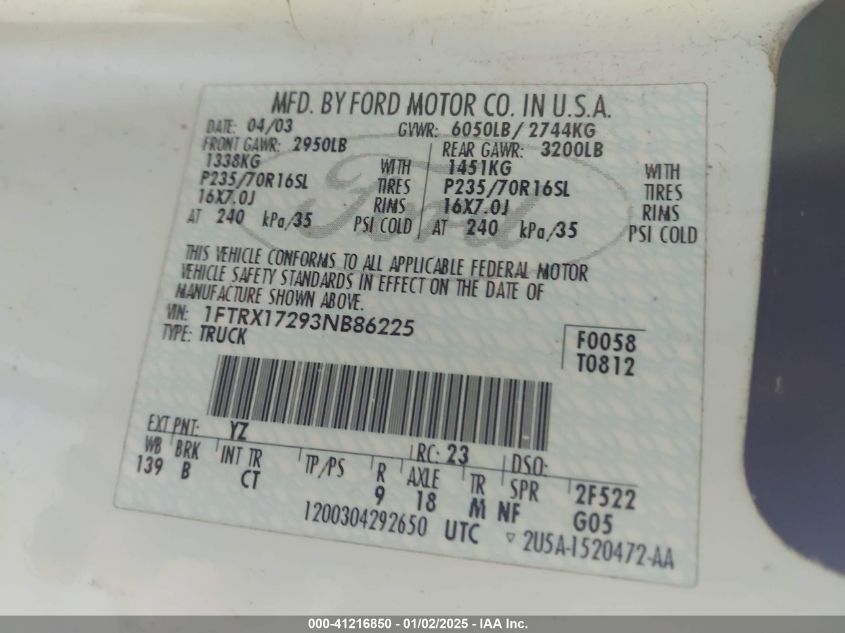 MFD. BY FORD MOTOR CO. IN U.S.A.
DATE: 04/03 GVWR: 6050LB/ 2744KG
FRONT GAWR: 2950LB REAR GAWR: 3200LB
1338KG WITH 1451KG WITH
P235/70R16SL TIRES P235/70R16SL TIRES
16X7.0J RIMS 16X7.0J RIMS
AT 240 kPa/35 PSI COLD AT 240 kPa/35 PSI COLD
Ford
THIS VEHICLE CONFORMS TO ALL APPLICABLE FEDERAL MOTOR
VEHICLE SAFETY STANDARDS IN EFFECT ON THE DATE OF
MANUFACTURE SHOWN ABOVE.
VIN: 1FTRX17293NB86225
TYPE: TRUCK
F0058
T0812
EXT PNT: YZ RC: 23 DSO:
WB BRK INT TR TP/PS R AXLE TR SPR 2F522
139 B CT 9 18 M NF G05
1200304292650 UTC ▽ 2U5A-1520472-AA
000-41216850 - 01/02/2025 - IAA Inc.